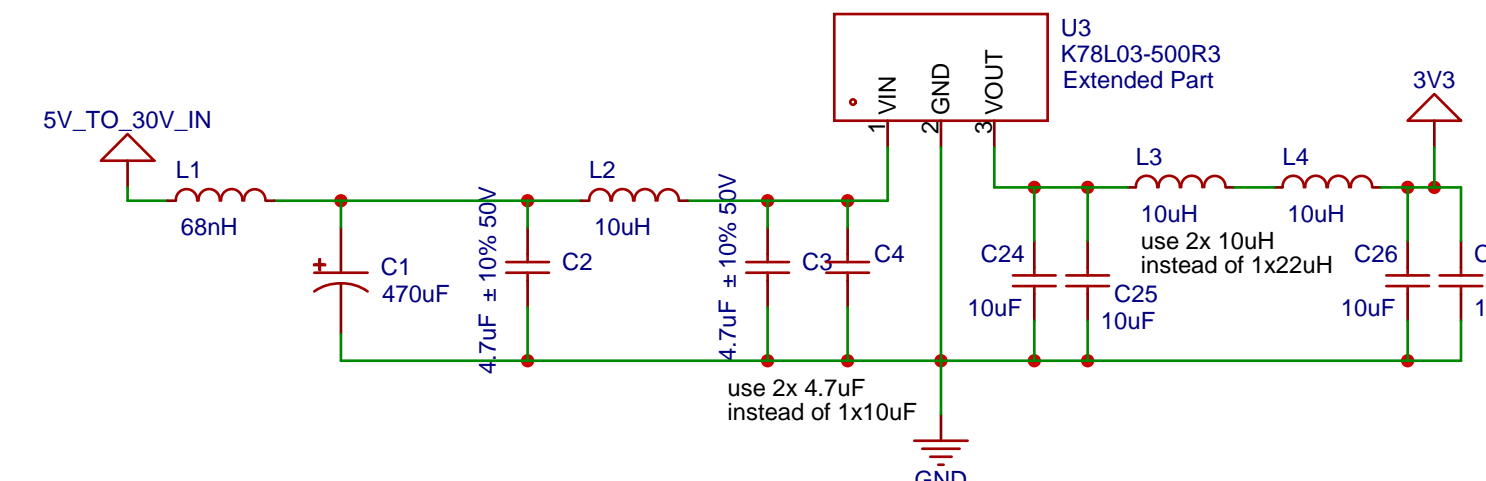 U3
K78L03-500R3
Extended Part
VIN
GND
VOUT
1
2
3
3V3
5V_TO_30V_IN
L1
68nH
L2
10uH
L3
10uH
L4
10uH
use 2x 10uH
instead of 1x22uH
+
C1
470uF
4.7uF ± 10% 50V
C2
4.7uF ± 10% 50V
C3
C4
C24
10uF
C25
10uF
C26
10uF
C
1
use 2x 4.7uF
instead of 1x10uF
GND